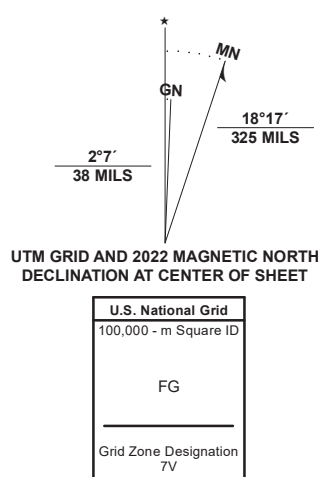 ★
MN
GN
18°17´
325 MILS
2°7´
38 MILS
UTM GRID AND 2022 MAGNETIC NORTH
DECLINATION AT CENTER OF SHEET
U.S. National Grid
100,000 - m Square ID
FG
Grid Zone Designation
7V